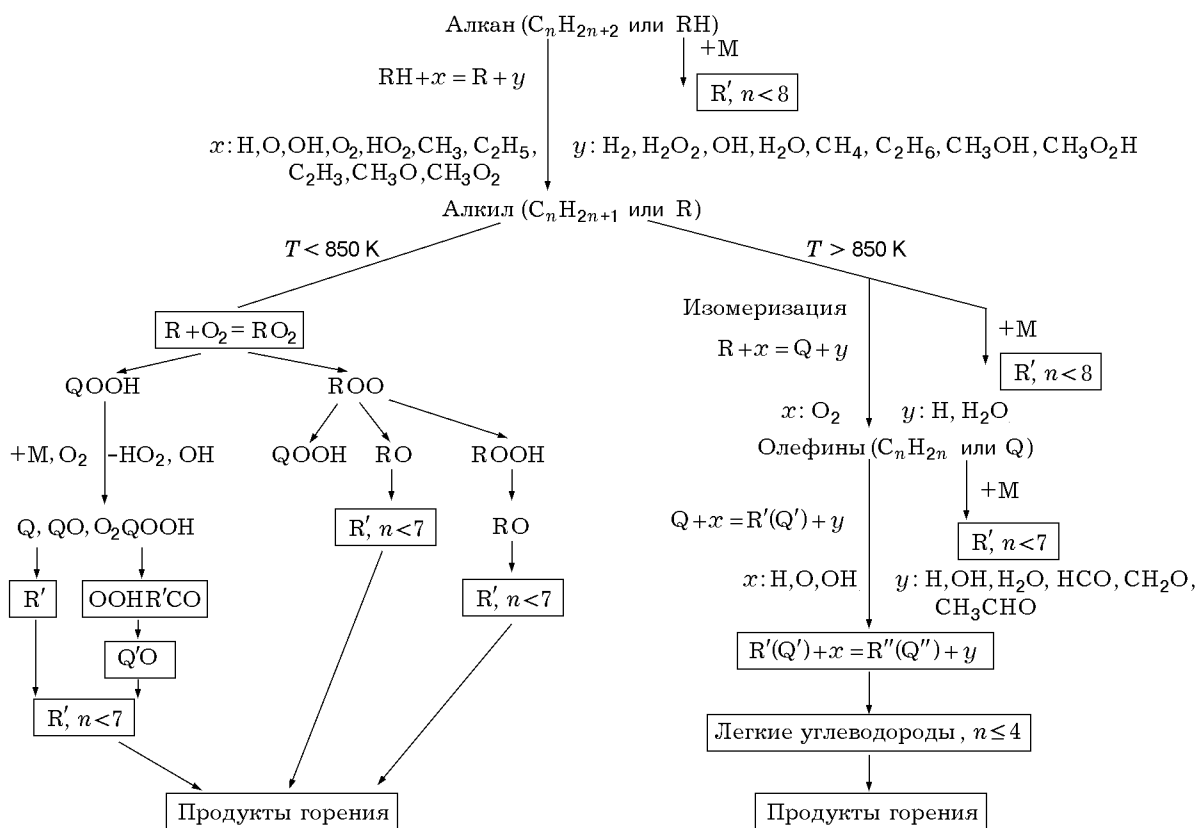 Алкан (CₙH₂ₙ₊₂ или RH)
+M
RH+x = R+y
R′, n<8
x: H,O,OH,O₂,HO₂,CH₃, C₂H₅,
C₂H₃,CH₃O,CH₃O₂
y: H₂,H₂O₂,OH,H₂O,CH₄, C₂H₆,CH₃OH,CH₃O₂H
Алкил (CₙH₂ₙ₊₁ или R)
T < 850 K
T > 850 K
R+O₂= RO₂
Изомеризация
R+x=Q+y
+M
R′, n<8
QOOH
ROO
x: O₂
y: H, H₂O
+M, O₂
-HO₂, OH
QOOH
RO
ROOH
Олефины (CₙH₂ₙ или Q)
+M
Q, QO, O₂QOOH
R′, n<7
RO
Q+x=R′(Q′)+y
R′, n<7
R′
OOHR′CO
R′, n<7
x:H,O,OH
y: H,OH,H₂O, HCO,CH₂O,
CH₃CHO
Q′O
R′(Q′)+x=R″(Q″)+y
R′, n<7
Легкие углеводороды , n≤4
Продукты горения
Продукты горения